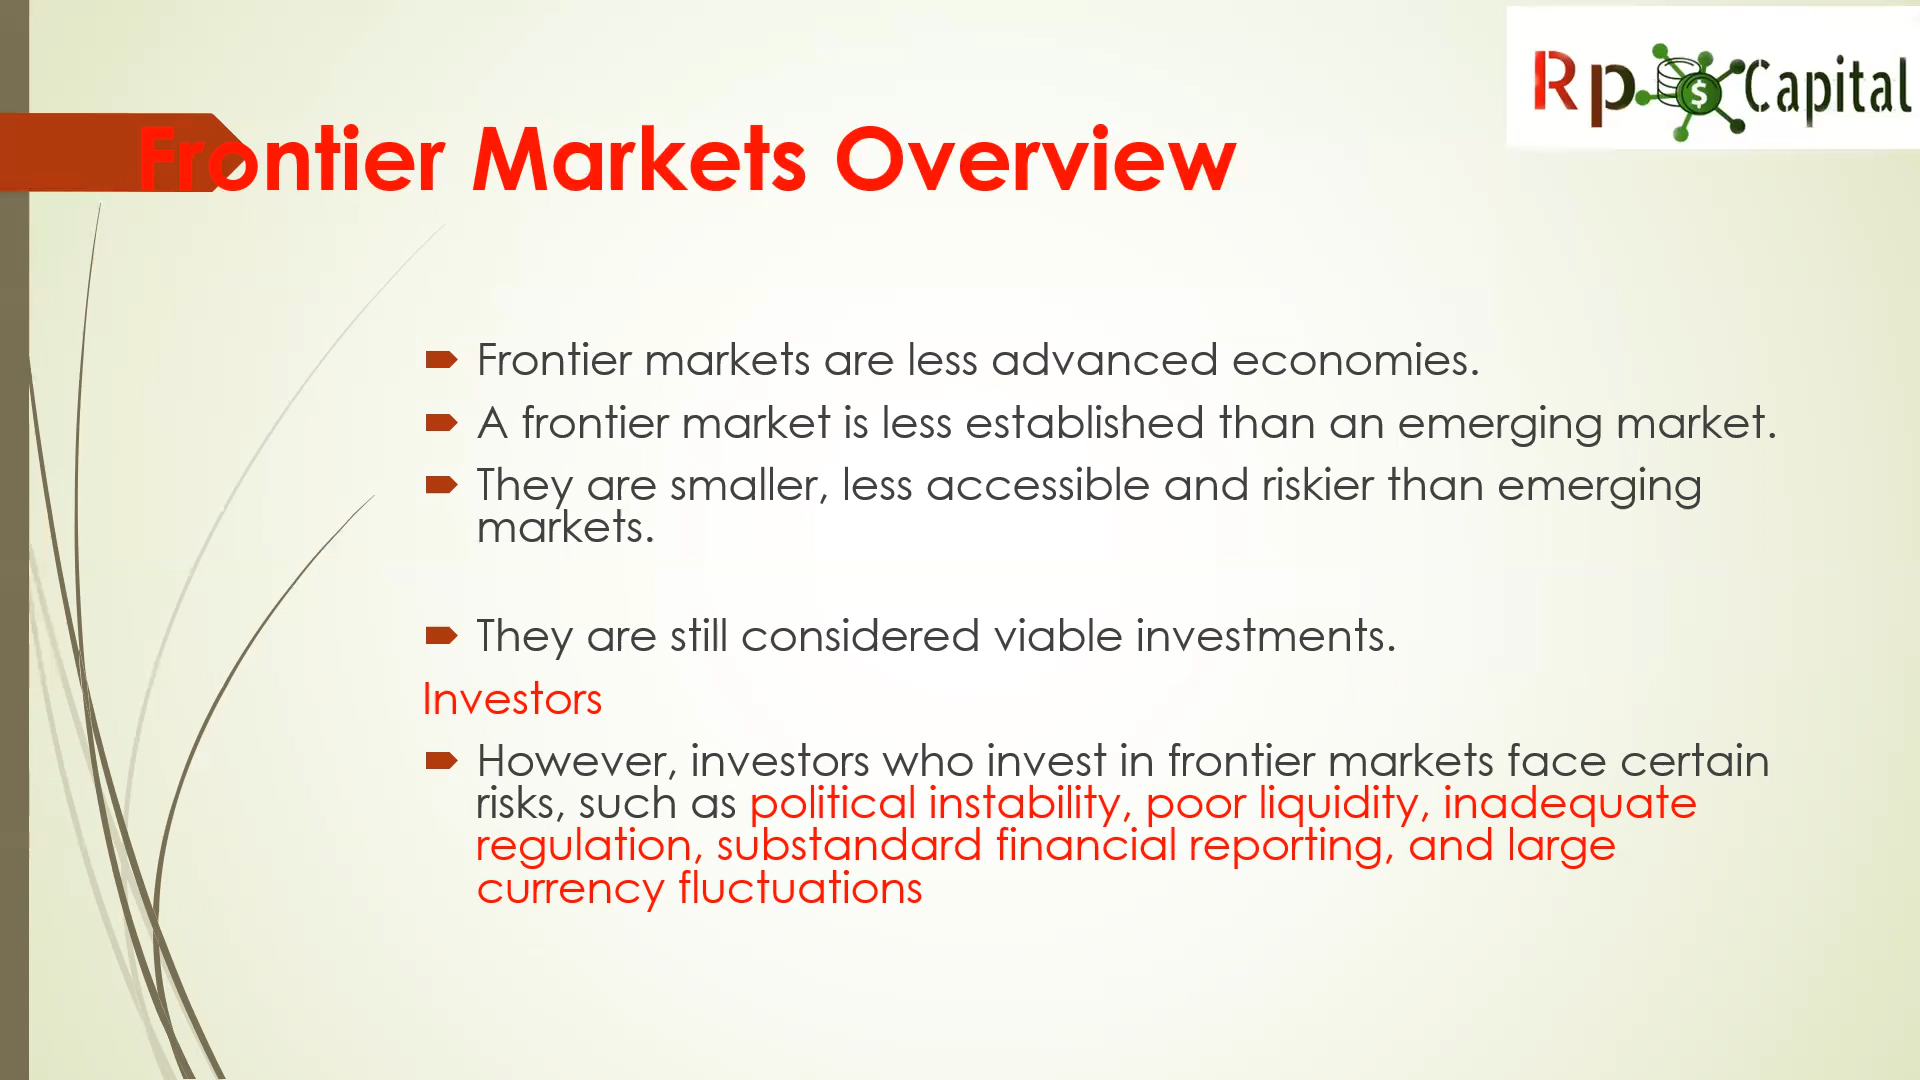 Rp $ Capital
Frontier Markets Overview
Frontier markets are less advanced economies.
A frontier market is less established than an emerging market.
They are smaller, less accessible and riskier than emerging
markets.
They are still considered viable investments.
Investors
However, investors who invest in frontier markets face certain
risks, such as political instability, poor liquidity, inadequate
regulation, substandard financial reporting, and large
currency fluctuations